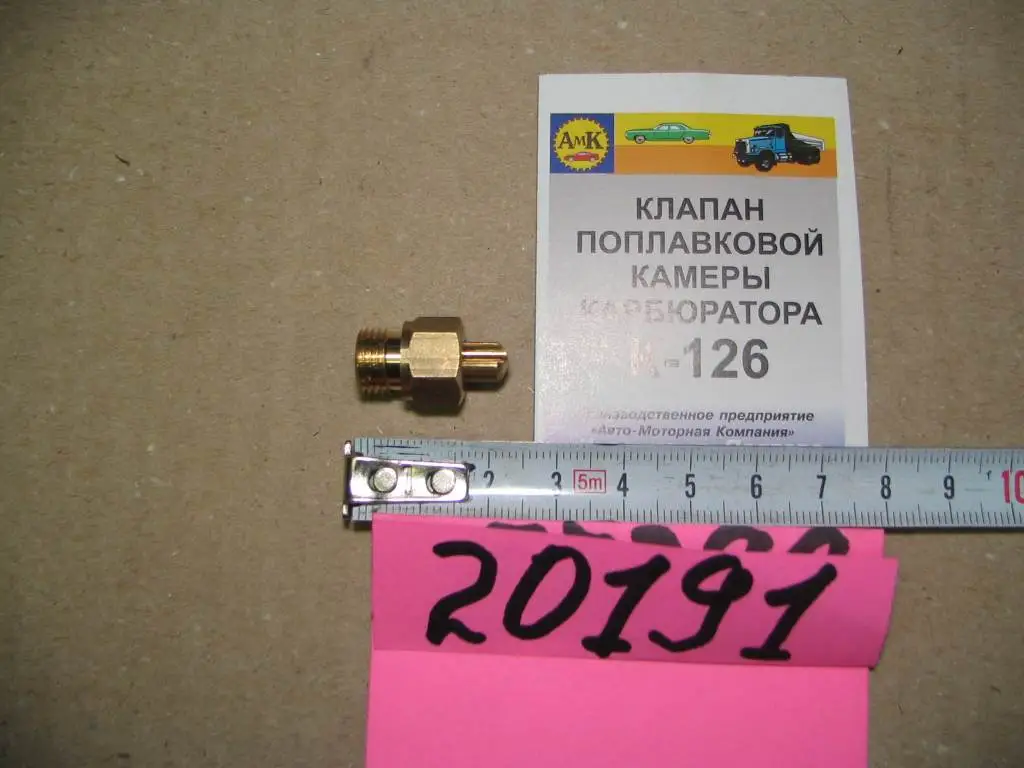 АМК
КЛАПАН
ПОПЛАВКОВОЙ
КАМЕРЫ
КАРБЮРАТОРА
К-126
производственное предприятие
«Авто-Моторная Компания»
2 3 5m 4 5 6 7 8 9 10
20191